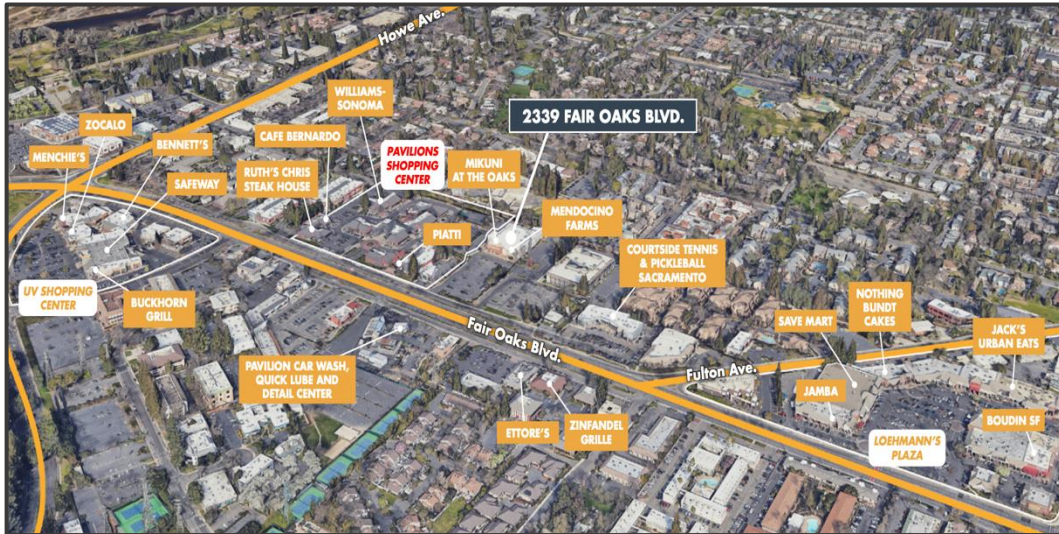 Howe Ave.
ZOCALO
MENCHIE'S
BENNETT'S
SAFEWAY
WILLIAMS-
SONOMA
CAFE BERNARDO
RUTH'S CHRIS
STEAK HOUSE
PAVILIONS
SHOPPING
CENTER
2339 FAIR OAKS BLVD.
MIKUNI
AT THE OAKS
MENDOCINO
FARMS
PIATTI
COURTSIDE TENNIS
& PICKLEBALL
SACRAMENTO
UV SHOPPING
CENTER
BUCKHORN
GRILL
PAVILION CAR WASH,
QUICK LUBE AND
DETAIL CENTER
Fair Oaks Blvd.
ETTORE'S
ZINFANDEL
GRILLE
Fulton Ave.
SAVE MART
NOTHING
BUNDT
CAKES
JACK'S
URBAN EATS
JAMBA
LOEHMANN'S
PLAZA
BOUDIN SF